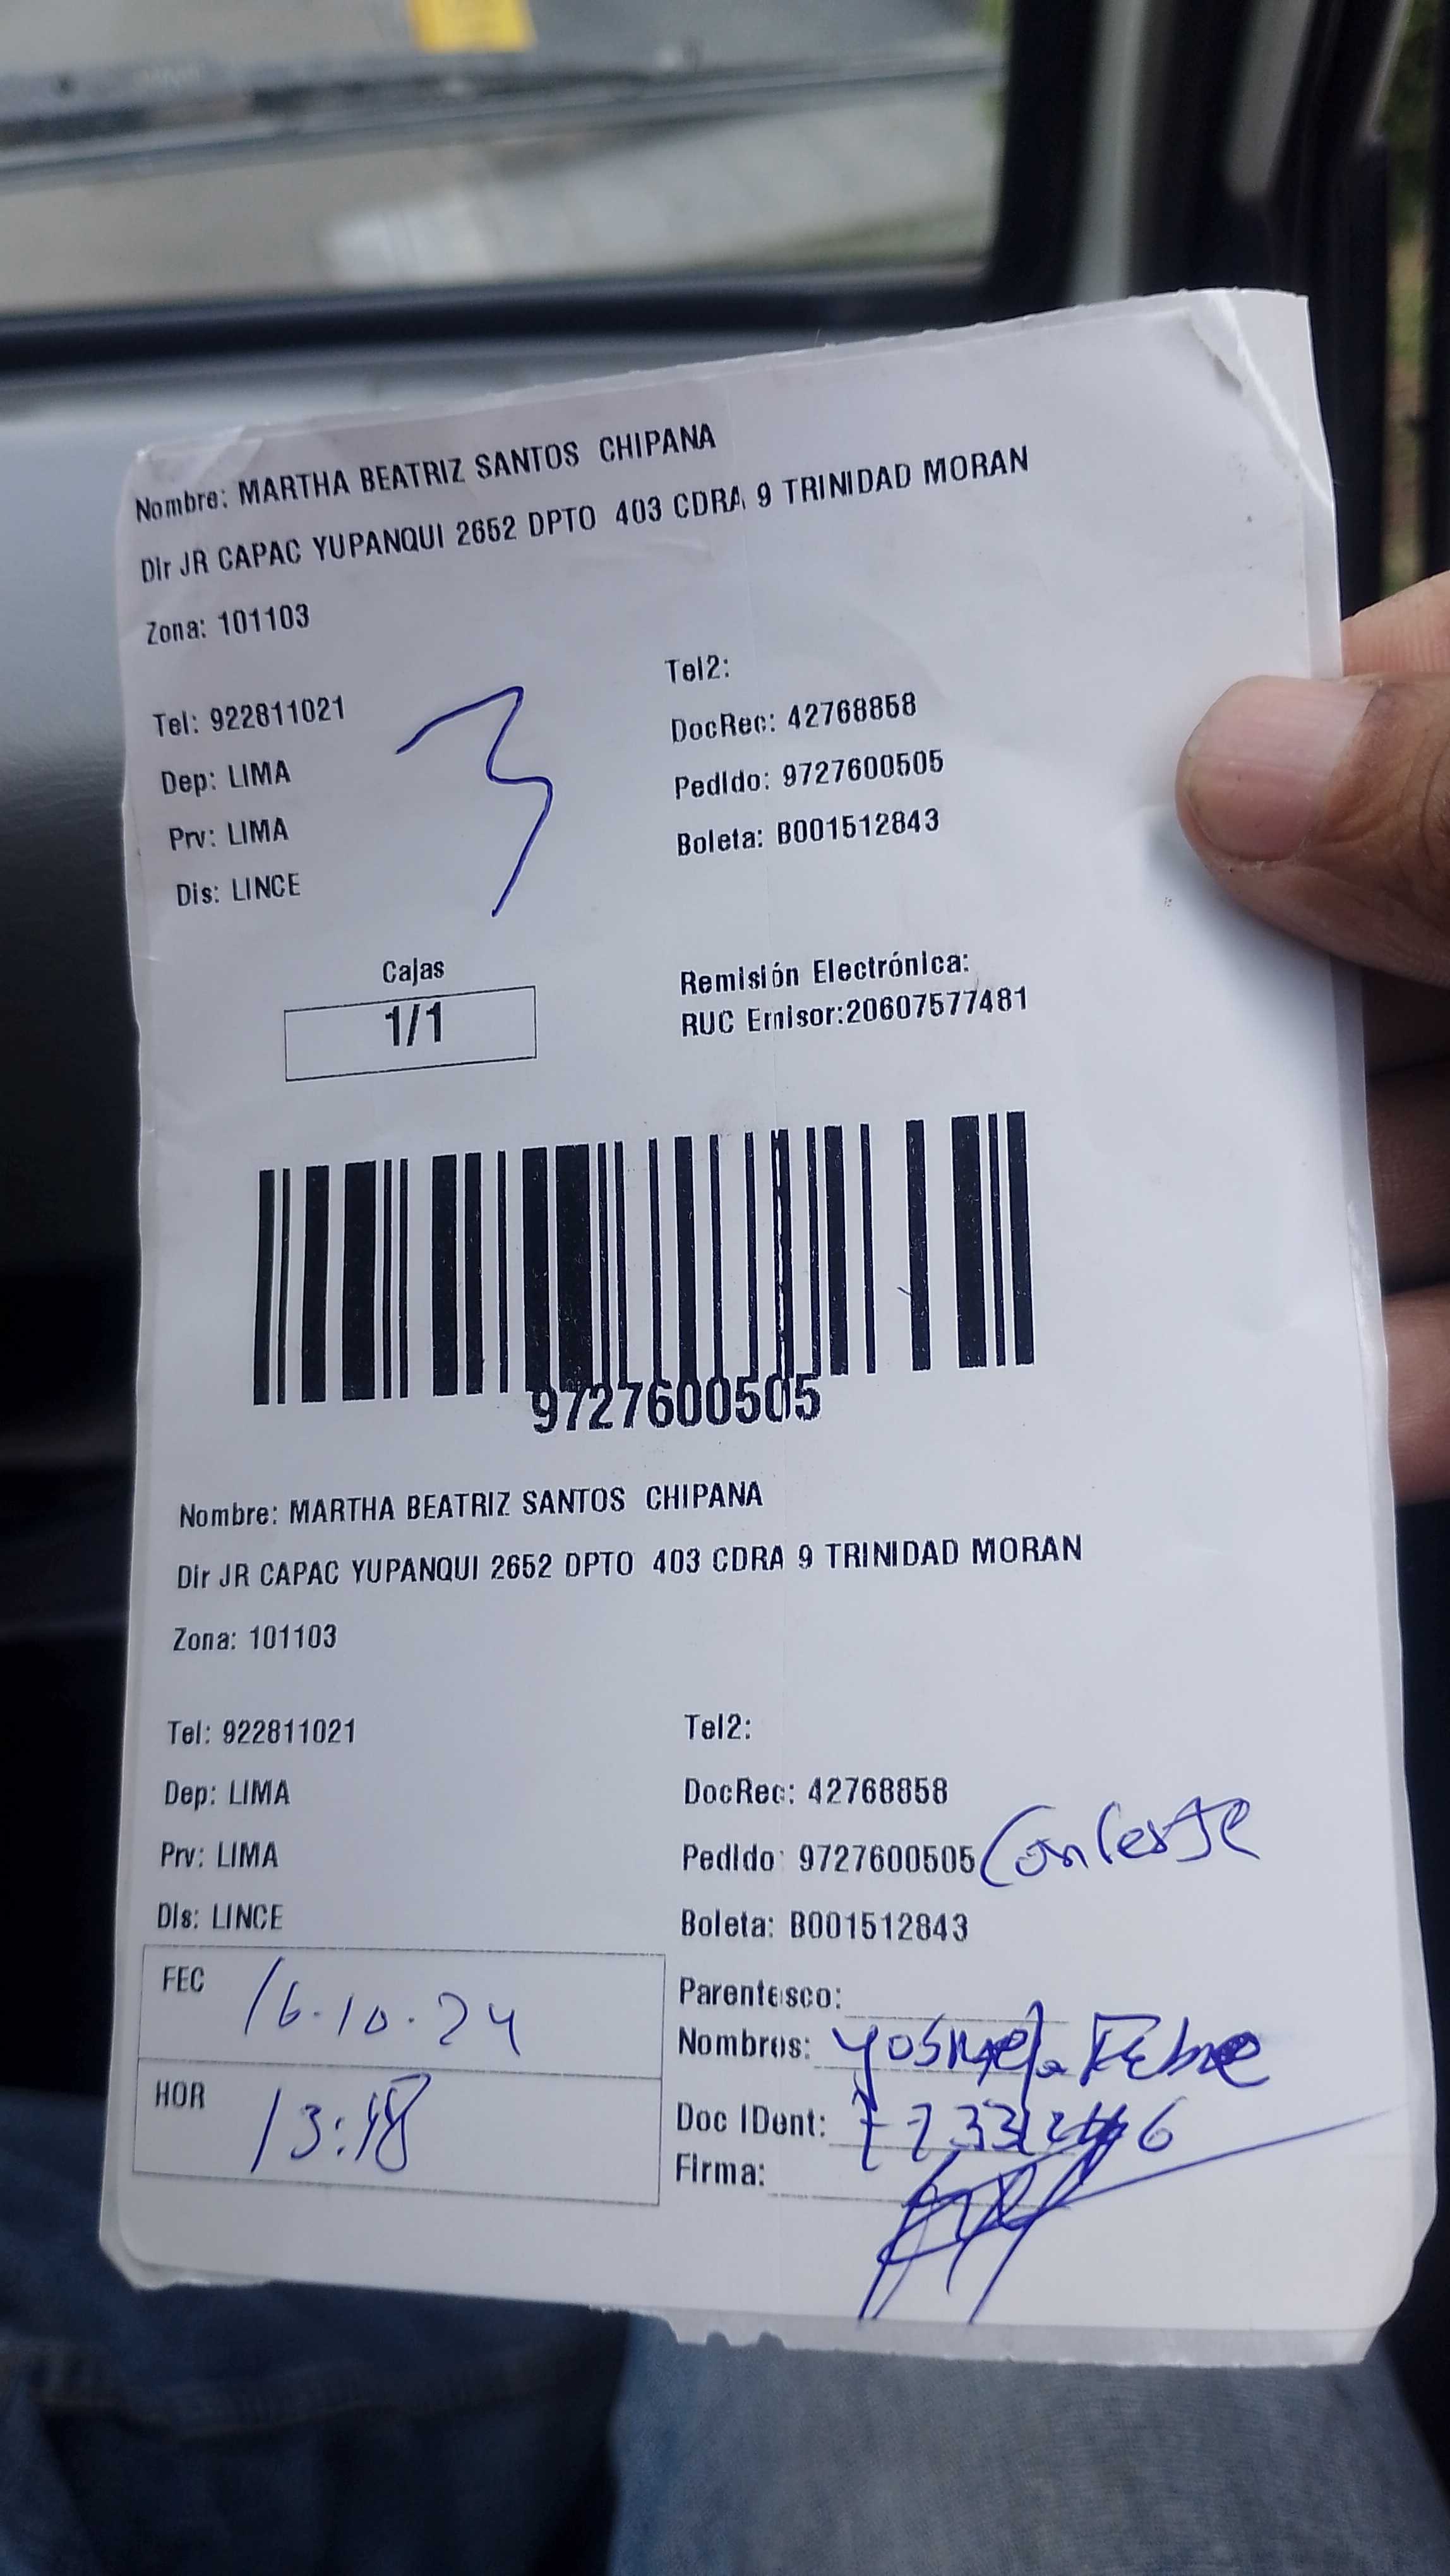 Nombre: MARTHA BEATRIZ SANTOS CHIPANA
Dir JR CAPAC YUPANQUI 2652 DPTO 403 CDRA 9 TRINIDAD MORAN
Zona: 101103
Tel2:
Tel: 922811021
DocRec: 42768858
Dep: LIMA
Pedido: 9727600505
Prv: LIMA
Boleta: B001512843
Dis: LINCE
3
Cajas
1/1
Remisión Electrónica:
RUC Emisor:20607577481
9727600505
Nombre: MARTHA BEATRIZ SANTOS CHIPANA
Dir JR CAPAC YUPANQUI 2652 DPTO 403 CDRA 9 TRINIDAD MORAN
Zona: 101103
Tel: 922811021
Tel2:
Dep: LIMA
DocRec: 42768858
Prv: LIMA
Pedido: 9727600505
Dis: LINCE
Boleta: B001512843
FEC 16.10.24
Parentesco:
Nombres:
HOR 13:48
Doc IDent:
Firma: